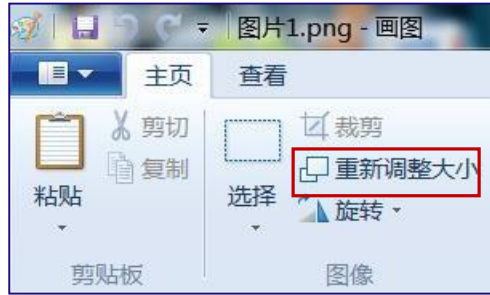 图片1.png - 画图
主页 查看
剪切
复制
粘贴
选择
裁剪
重新调整大小
旋转
剪贴板
图像